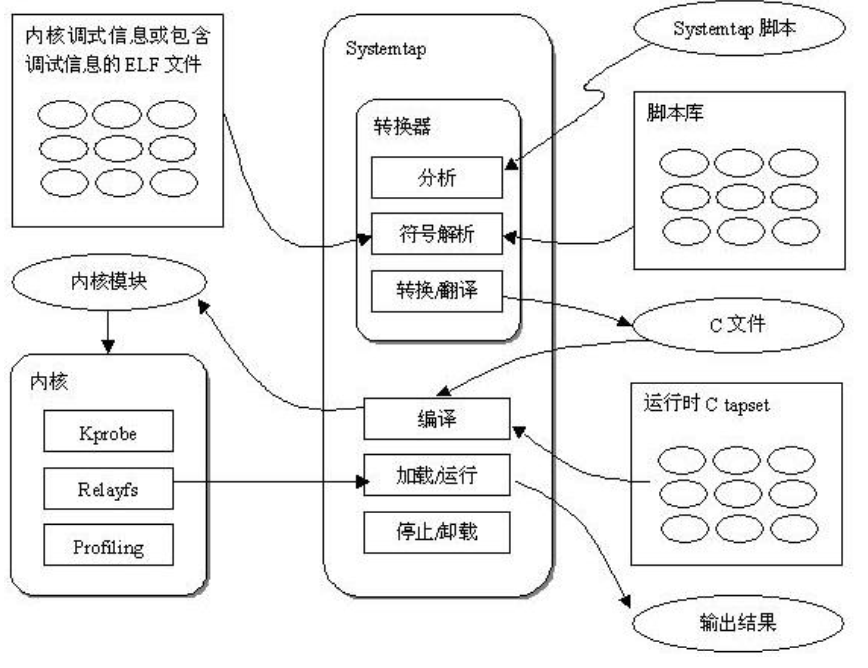 内核调式信息或包含
调试信息的 ELF 文件
Systemtap
Systemtap 脚本
转换器
分析
符号解析
转换/翻译
脚本库
内核模块
C 文件
内核
Kprobe
Relayfs
Profiling
编译
加载/运行
停止/卸载
运行时 C tapset
输出结果